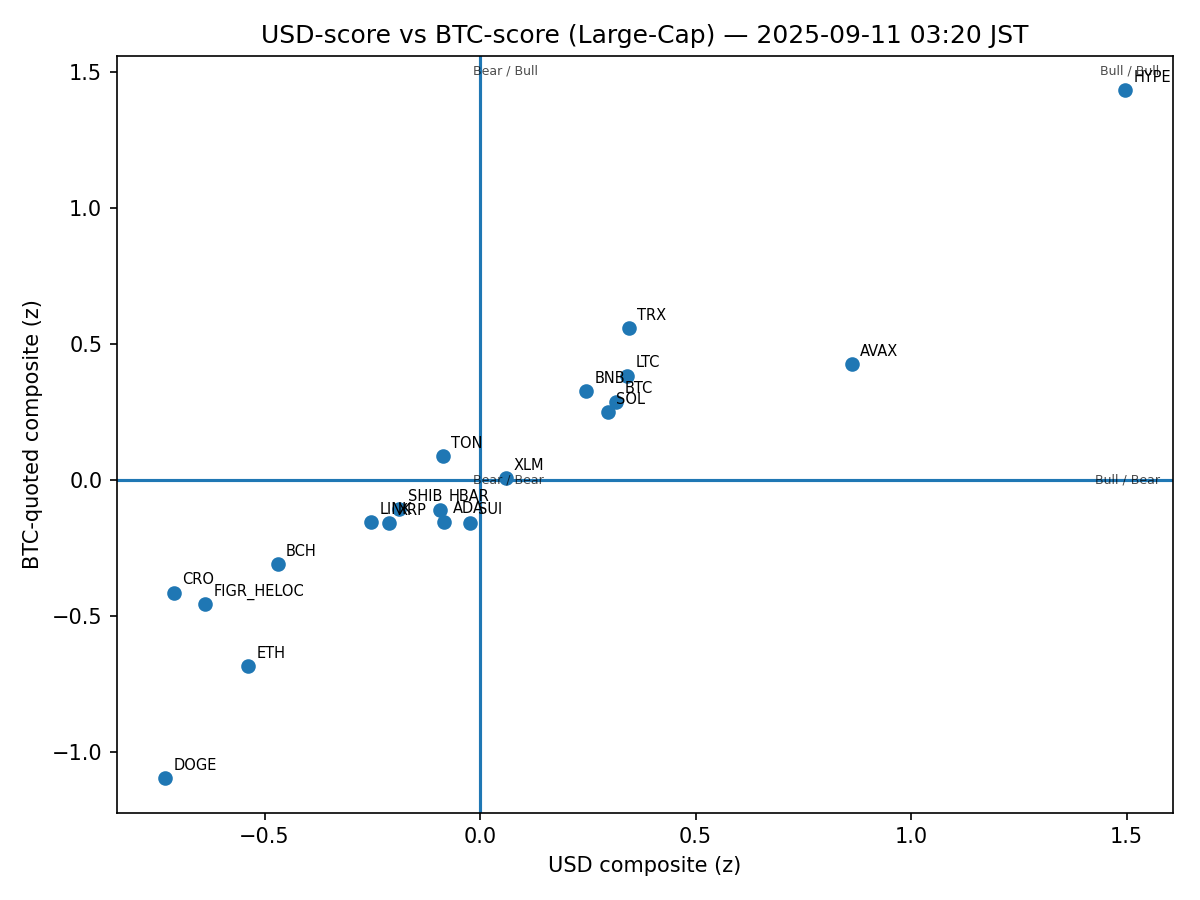 USD-score vs BTC-score (Large-Cap) — 2025-09-11 03:20 JST
Bear / Bull
Bull / Bull
HYPE
TRX
AVAX
LTC
BNB
BTC
SOL
TON
XLM
Bear / Bear
Bull / Bear
SHIB
HBAR
LINK
XRP
ADA
SUI
BCH
CRO
FIGR_HELOC
ETH
DOGE
1.5
1.0
0.5
0.0
−0.5
−1.0
BTC-quoted composite (z)
−0.5
0.0
0.5
1.0
1.5
USD composite (z)